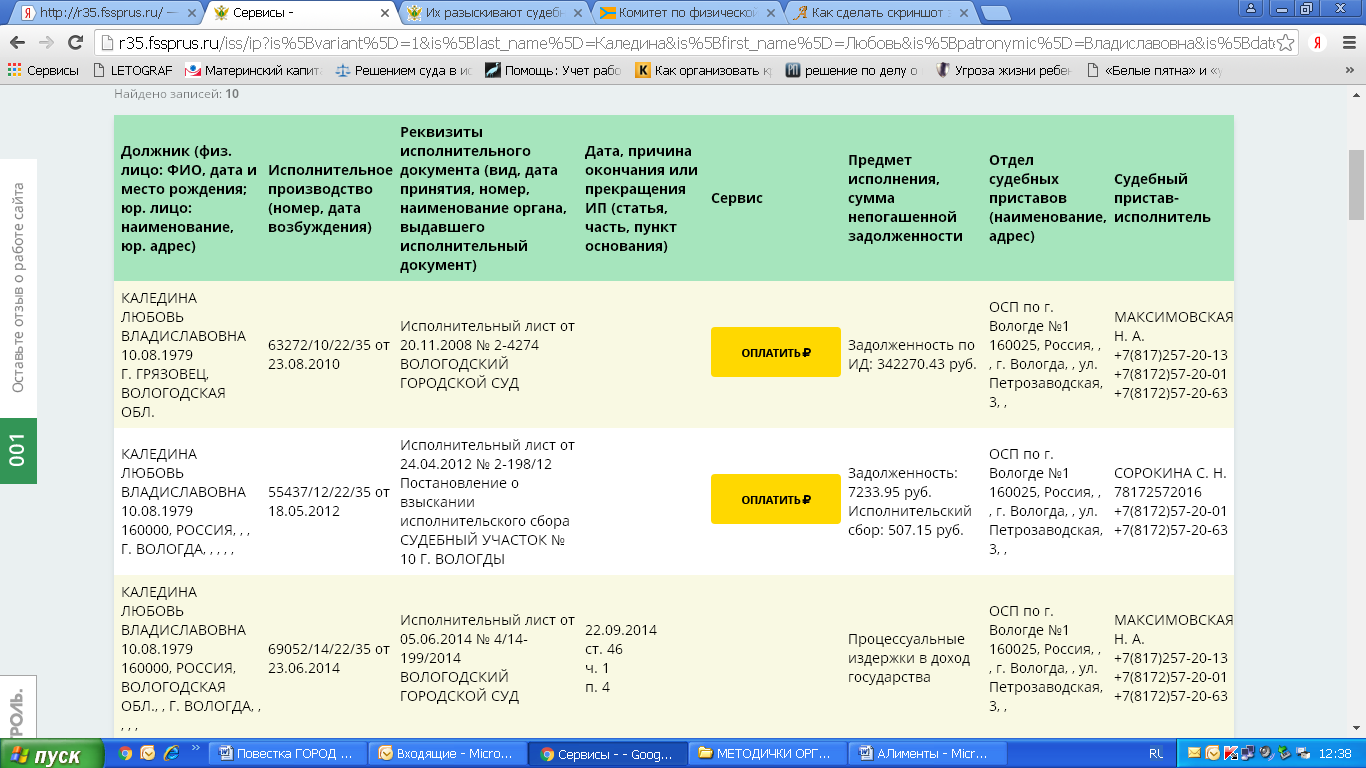 http://r35.fssprus.ru/ —
Сервисы -
Их разыскивают судебн
Комитет по физической
Как сделать скриншот э
r35.fssprus.ru/iss/ip?is%5Bvariant%5D=1&is%5Blast_name%5D=Каледина&is%5Bfirst_name%5D=Любовь&is%5Bpatronymic%5D=Владиславовна&is%5Bdat
Сервисы
LETOGRAF
Материнский капита
Решением суда в ис
Помощь: Учет рабо
Как организовать кр
решение по делу о
Угроза жизни ребен
«Белые пятна» и «у
»
Найдено записей: 10
Оставьте отзыв о работе сайта
001
ТРОЛЬ.
Должник (физ.
лицо: ФИО, дата и
место рождения;
юр. лицо:
наименование,
юр. адрес)
Исполнительное
производство
(номер, дата
возбуждения)
Реквизиты
исполнительного
документа (вид, дата
принятия, номер,
наименование органа,
выдавшего
исполнительный
документ)
Дата, причина
окончания или
прекращения
ИП (статья,
часть, пункт
основания)
Сервис
Предмет
исполнения,
сумма
непогашенной
задолженности
Отдел
судебных
приставов
(наименование,
адрес)
Судебный
пристав-
исполнитель
КАЛЕДИНА
ЛЮБОВЬ
ВЛАДИСЛАВОВНА
10.08.1979
Г. ГРЯЗОВЕЦ,
ВОЛОГОДСКАЯ
ОБЛ.
63272/10/22/35 от
23.08.2010
Исполнительный лист от
20.11.2008 № 2-4274
ВОЛОГОДСКИЙ
ГОРОДСКОЙ СУД
ОПЛАТИТЬ ₽
Задолженность по
ИД: 342270.43 руб.
ОСП по г.
Вологде №1
160025, Россия, ,
, г. Вологда, , ул.
Петрозаводская,
3, ,
МАКСИМОВСКАЯ
Н. А.
+7(817)257-20-13
+7(8172)57-20-01
+7(8172)57-20-63
КАЛЕДИНА
ЛЮБОВЬ
ВЛАДИСЛАВОВНА
10.08.1979
160000, РОССИЯ, , ,
Г. ВОЛОГДА, , , , ,
55437/12/22/35 от
18.05.2012
Исполнительный лист от
24.04.2012 № 2-198/12
Постановление о
взыскании
исполнительского сбора
СУДЕБНЫЙ УЧАСТОК №
10 Г. ВОЛОГДЫ
ОПЛАТИТЬ ₽
Задолженность:
7233.95 руб.
Исполнительский
сбор: 507.15 руб.
ОСП по г.
Вологде №1
160025, Россия, ,
, г. Вологда, , ул.
Петрозаводская,
3, ,
СОРОКИНА С. Н.
78172572016
+7(8172)57-20-01
+7(8172)57-20-63
КАЛЕДИНА
ЛЮБОВЬ
ВЛАДИСЛАВОВНА
10.08.1979
160000, РОССИЯ,
ВОЛОГОДСКАЯ
ОБЛ., , Г. ВОЛОГДА, ,
, , ,
69052/14/22/35 от
23.06.2014
Исполнительный лист от
05.06.2014 № 4/14-
199/2014
ВОЛОГОДСКИЙ
ГОРОДСКОЙ СУД
22.09.2014
ст. 46
ч. 1
п. 4
Процессуальные
издержки в доход
государства
ОСП по г.
Вологде №1
160025, Россия, ,
, г. Вологда, , ул.
Петрозаводская,
3, ,
МАКСИМОВСКАЯ
Н. А.
+7(817)257-20-13
+7(8172)57-20-01
+7(8172)57-20-63
пуск
»
Повестка ГОРОД ...
Входящие - Micro...
Сервисы - - Goog...
МЕТОДИЧКИ ОРГ...
АЛименты - Micr...
RU
12:38